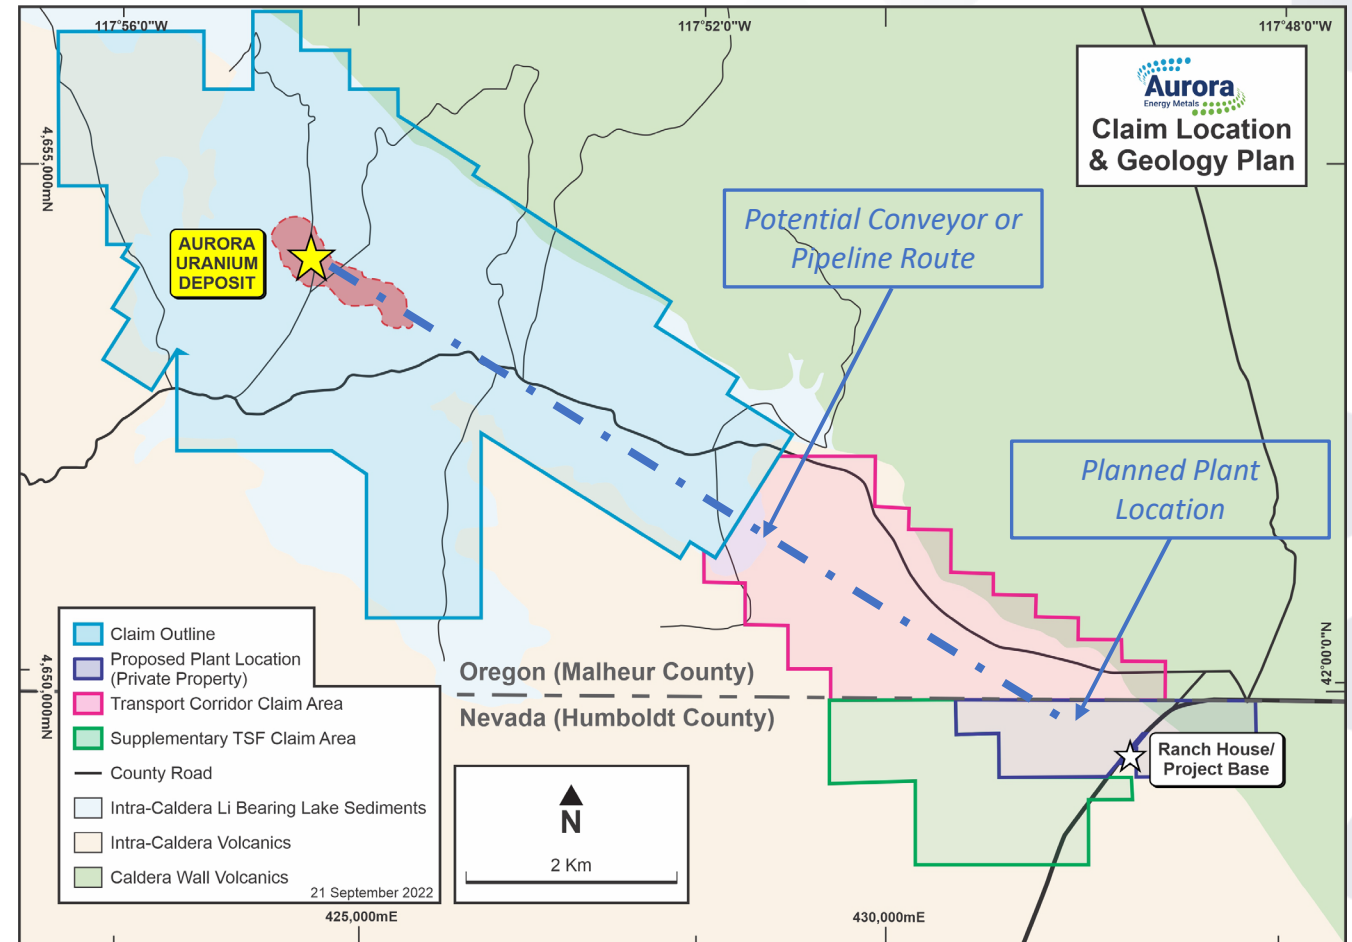 117°56'0"W
117°52'0"W
117°48'0"W
Aurora
Energy Metals
Claim Location
& Geology Plan
4,655,000mN
Potential Conveyor or
Pipeline Route
AURORA
URANIUM
DEPOSIT
Planned Plant
Location
Claim Outline
Proposed Plant Location
(Private Property)
Transport Corridor Claim Area
Supplementary TSF Claim Area
County Road
Intra-Caldera Li Bearing Lake Sediments
Intra-Caldera Volcanics
Caldera Wall Volcanics
21 September 2022
4,650,000mN
Oregon (Malheur County)
Nevada (Humboldt County)
42°00'0"N
Ranch House/
Project Base
N
2 Km
425,000mE
430,000mE